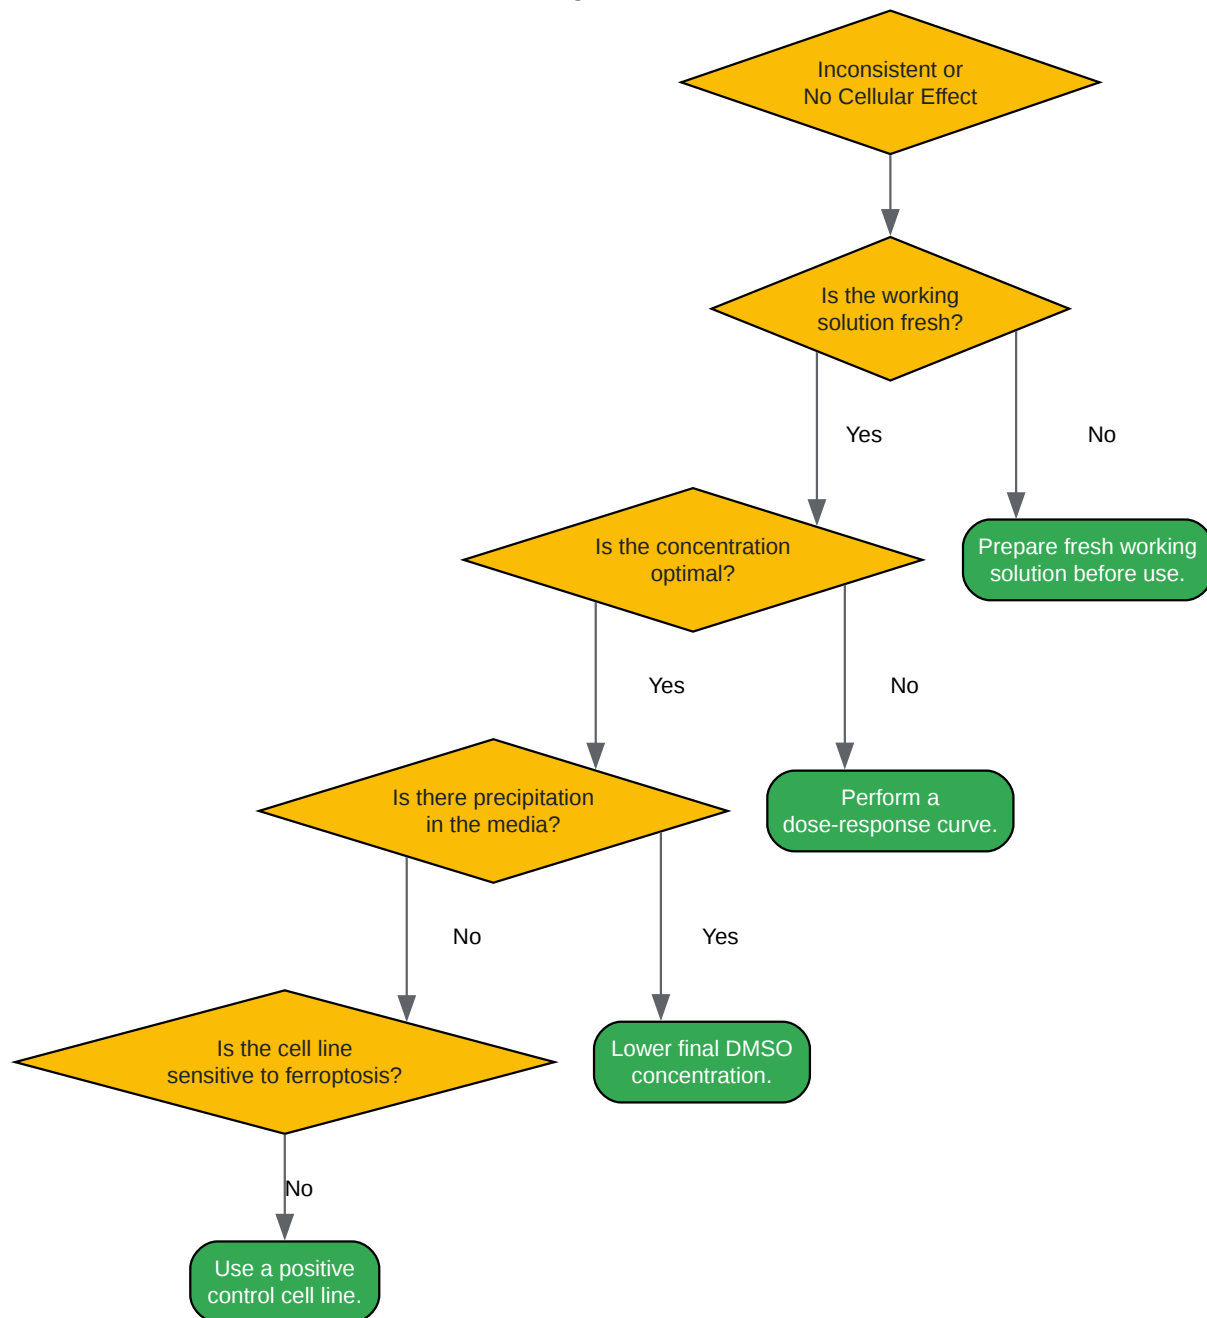 Inconsistent or
No Cellular Effect
Is the working
solution fresh?
Yes
No
Is the concentration
optimal?
Prepare fresh working
solution before use.
Yes
No
Is there precipitation
in the media?
Perform a
dose-response curve.
No
Yes
Is the cell line
sensitive to ferroptosis?
Lower final DMSO
concentration.
No
Use a positive
control cell line.